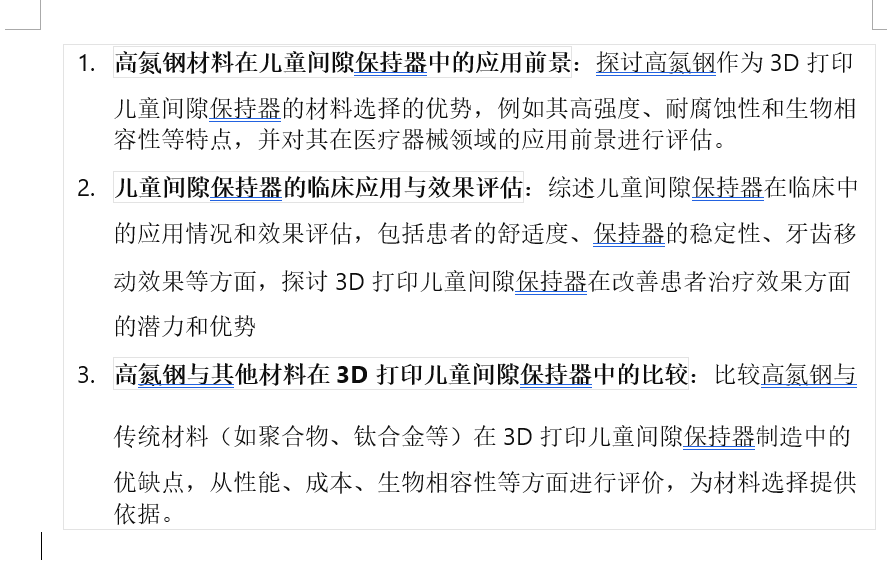 1. 高氮钢材料在儿童间隙保持器中的应用前景：探讨高氮钢作为 3D 打印
儿童间隙保持器的材料选择的优势，例如其高强度、耐腐蚀性和生物相
容性等特点，并对其在医疗器械领域的应用前景进行评估。
2. 儿童间隙保持器的临床应用与效果评估：综述儿童间隙保持器在临床中
的应用情况和效果评估，包括患者的舒适度、保持器的稳定性、牙齿移
动效果等方面，探讨 3D 打印儿童间隙保持器在改善患者治疗效果方面
的潜力和优势
3. 高氮钢与其他材料在 3D 打印儿童间隙保持器中的比较：比较高氮钢与
传统材料（如聚合物、钛合金等）在 3D 打印儿童间隙保持器制造中的
优缺点，从性能、成本、生物相容性等方面进行评价，为材料选择提供
依据。